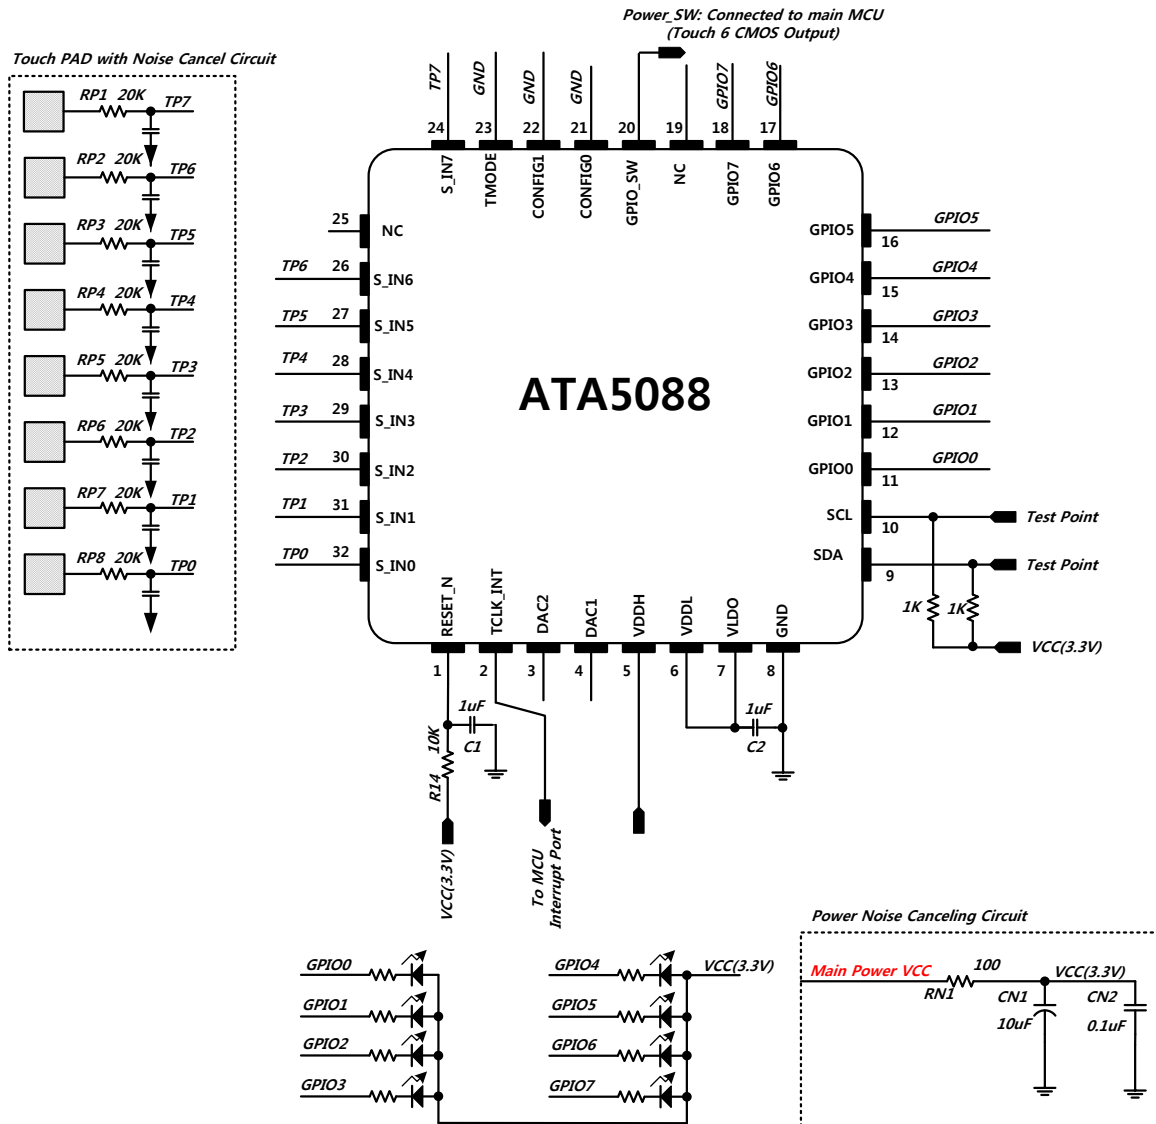 Power_SW: Connected to main MCU
(Touch 6 CMOS Output)
Touch PAD with Noise Cancel Circuit
RP1 20K TP7
RP2 20K TP6
RP3 20K TP5
RP4 20K TP4
RP5 20K TP3
RP6 20K TP2
RP7 20K TP1
RP8 20K TP0
TP7
GND
GND
GND
GPIO7
GPIO6
24 23 22 21 20 19 18 17
S_IN7
TMODE
CONFIG1
CONFIG0
GPIO_SW
NC
GPIO7
GPIO6
25 NC
TP6 26 S_IN6
TP5 27 S_IN5
TP4 28 S_IN4
TP3 29 S_IN3
TP2 30 S_IN2
TP1 31 S_IN1
TP0 32 S_IN0
ATA5088
GPIO5 16 GPIO5
GPIO4 15 GPIO4
GPIO3 14 GPIO3
GPIO2 13 GPIO2
GPIO1 12 GPIO1
GPIO0 11 GPIO0
SCL 10 Test Point
SDA 9 Test Point
1K 1K
VCC(3.3V)
RESET_N
TCLK_INT
DAC2
DAC1
VDDH
VDDL
VLDO
GND
1 2 3 4 5 6 7 8
1uF
C1
10K
R14
VCC(3.3V)
To MCU
Interrupt Port
1uF
C2
GPIO0
GPIO1
GPIO2
GPIO3
GPIO4
GPIO5
GPIO6
GPIO7
VCC(3.3V)
Power Noise Canceling Circuit
Main Power VCC
100
RN1
VCC(3.3V)
CN1
10uF
CN2
0.1uF